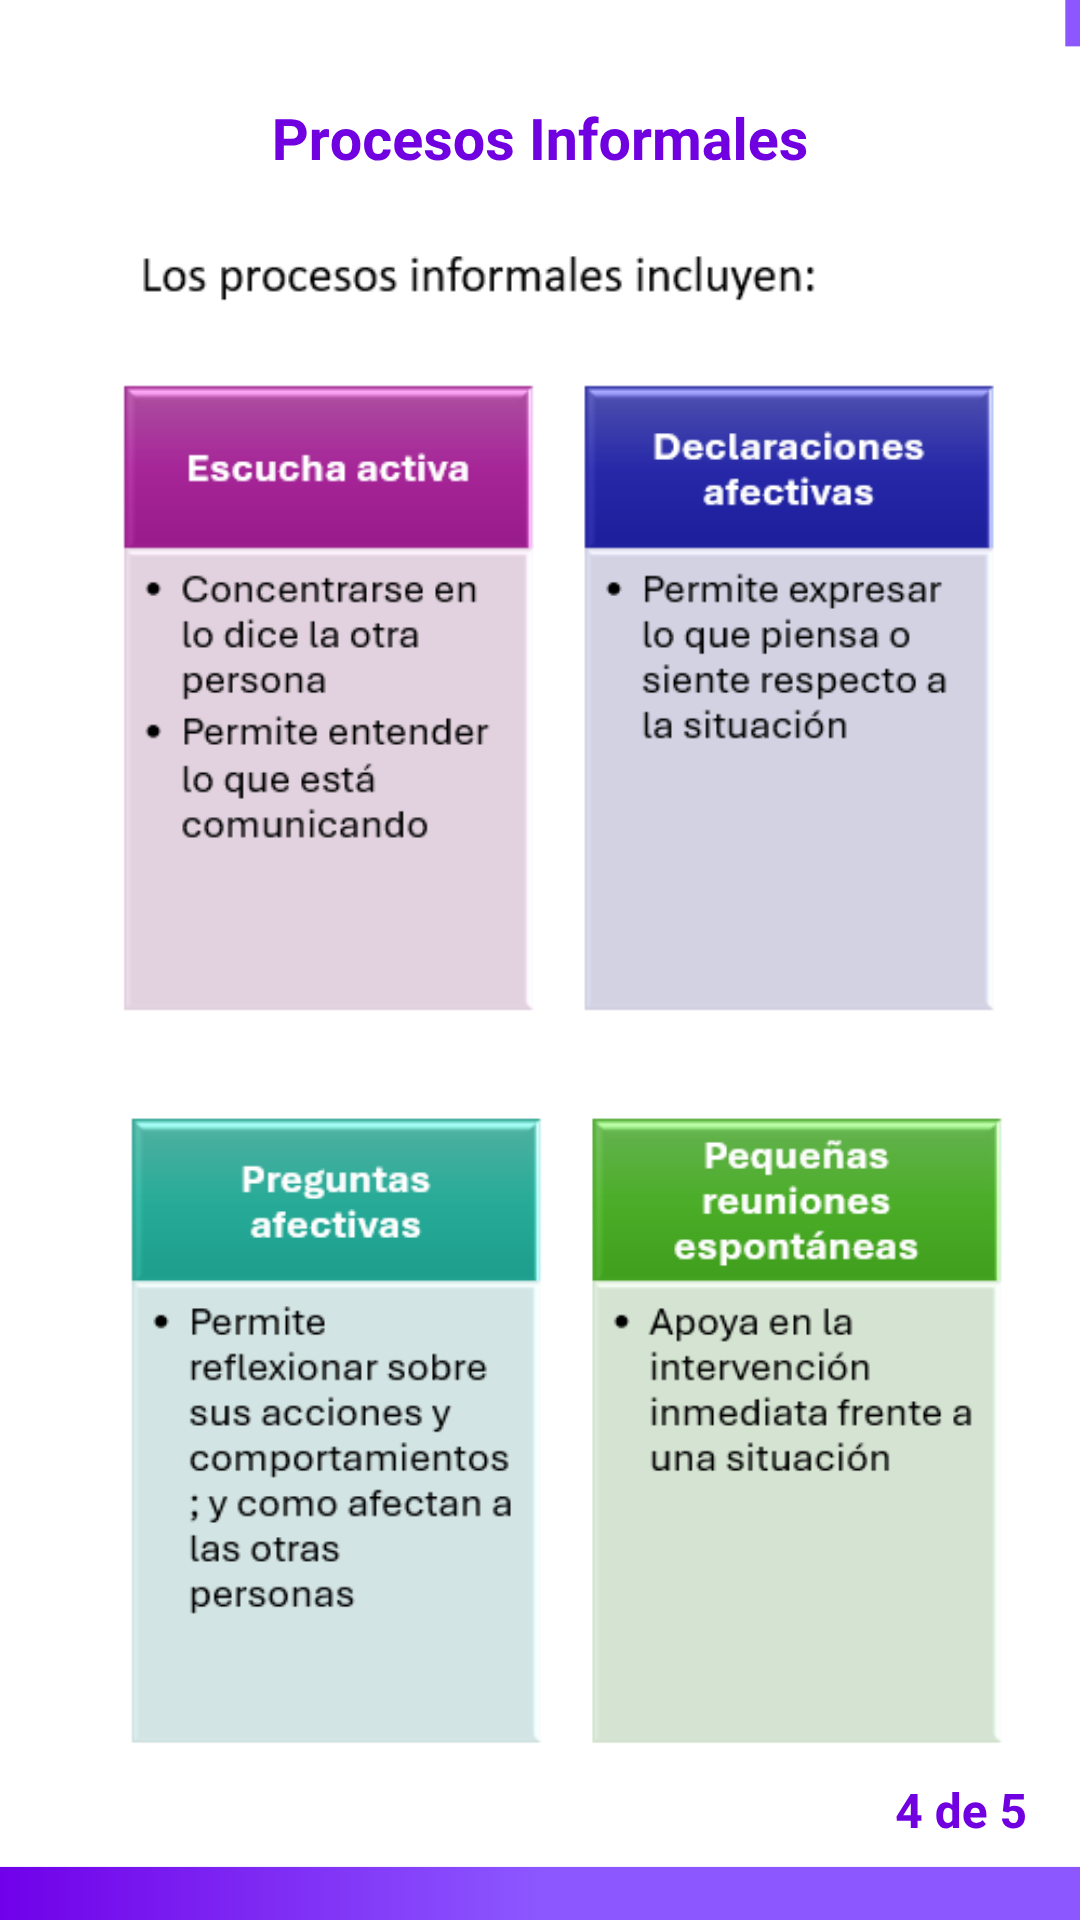 Procesos Informales
Los procesos informales incluyen:
Escucha activa
• Concentrarse en
lo dice la otra
persona
• Permite entender
lo que está
comunicando
Declaraciones
afectivas
• Permite expresar
lo que piensa o
siente respecto a
la situación
Preguntas
afectivas
• Permite
reflexionar sobre
sus acciones y
comportamientos
; y como afectan a
las otras
personas
Pequeñas
reuniones
espontáneas
• Apoya en la
intervención
inmediata frente a
una situación
4 de 5